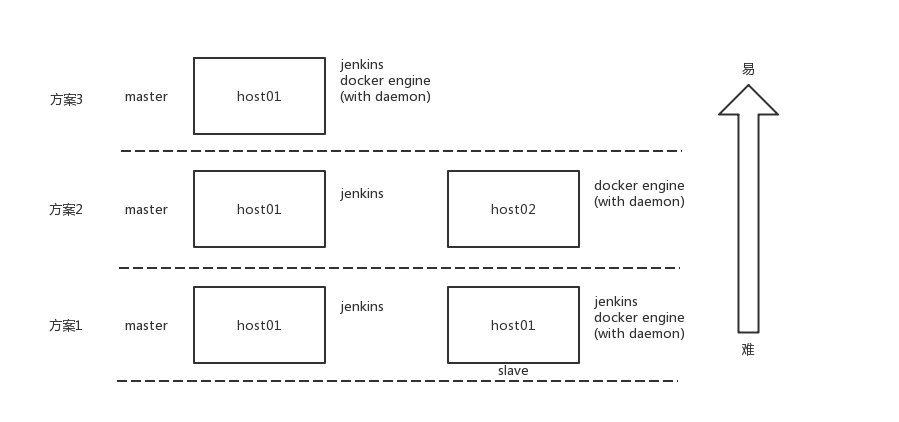 jenkins
docker engine
(with daemon)
易
方案3
master
host01
方案2
master
host01
jenkins
host02
docker engine
(with daemon)
方案1
master
host01
jenkins
host01
jenkins
docker engine
(with daemon)
slave
难